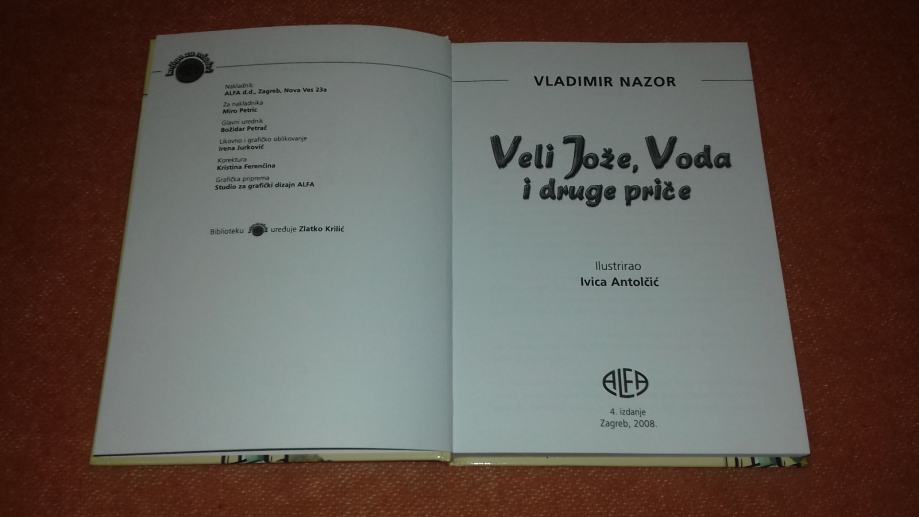 Nakladnik
ALFA d.d., Zagreb, Nova Ves 23a
Za nakladnika
Miro Petric
Glavni urednik
Božidar Petrač
Likovno i grafičko oblikovanje
Irena Jurković
Korektura
Kristina Ferenčina
Grafička priprema
Studio za grafički dizajn ALFA
Biblioteku uređuje Zlatko Krilić
VLADIMIR NAZOR
Veli Jože, Voda
i druge priče
Ilustrirao
Ivica Antolčić
ALFA
4. izdanje
Zagreb, 2008.